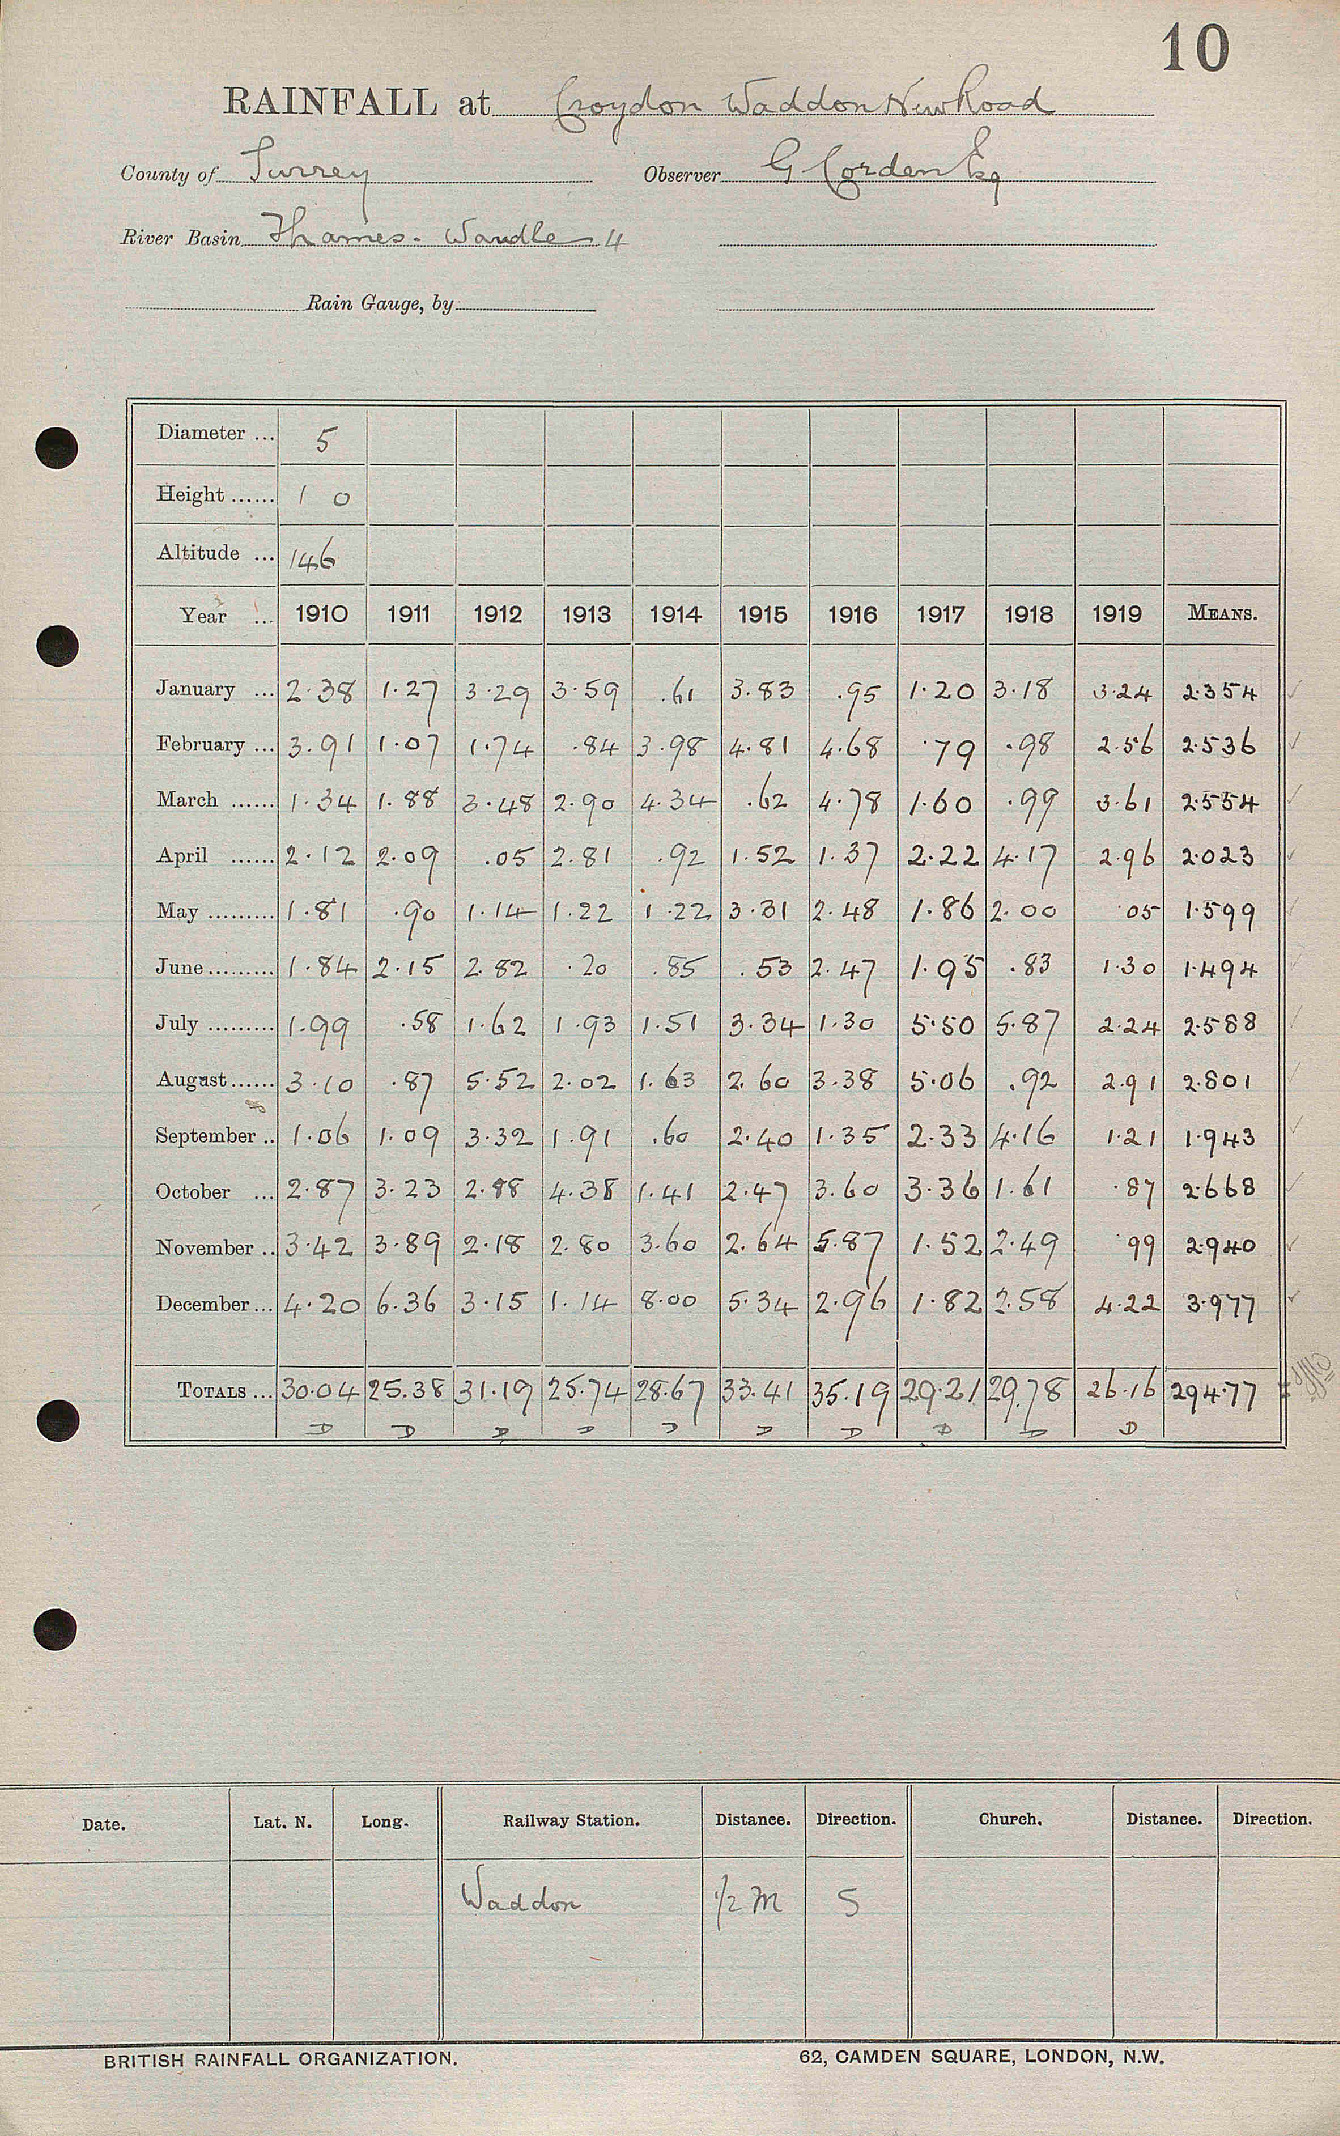 10
RAINFALL at Croydon Waddon New Road
County of Surrey Observer G Corden Esq
River Basin Thames. Wandle 4
Rain Gauge, by
Diameter ... 5
Height ...... 1 0
Altitude ... 146
Year ... 1910 1911 1912 1913 1914 1915 1916 1917 1918 1919 MEANS.
January ... 2.38 1.27 3.29 3.59 .61 3.83 .95 1.20 3.18 3.24 2.354
February ... 3.91 1.07 1.74 .84 3.98 4.81 4.68 .79 .98 2.56 2.536
March ...... 1.34 1.88 3.48 2.90 4.34 .62 4.78 1.60 .99 3.61 2.554
April ...... 2.12 2.09 .05 2.81 .92 1.52 1.37 2.22 4.17 2.96 2.023
May ......... 1.81 .90 1.14 1.22 1.22 3.31 2.48 1.86 2.00 05 1.599
June ......... 1.84 2.15 2.82 .20 .85 .53 2.47 1.95 .83 1.30 1.494
July ......... 1.99 .58 1.62 1.93 1.51 3.34 1.30 5.50 5.87 2.24 2.588
August ...... 3.10 .87 5.52 2.02 1.63 2.60 3.38 5.06 .92 2.91 2.801
September .. 1.06 1.09 3.32 1.91 .60 2.40 1.35 2.33 4.16 1.21 1.943
October ... 2.87 3.23 2.88 4.38 1.41 2.47 3.60 3.36 1.61 .87 2.668
November .. 3.42 3.89 2.18 2.80 3.60 2.64 5.87 1.52 2.49 .99 2.940
December ... 4.20 6.36 3.15 1.14 8.00 5.34 2.96 1.82 2.58 4.22 3.977
TOTALS ... 30.04 25.38 31.19 25.74 28.67 33.41 35.19 29.21 29.78 26.16 294.77
D D D D D D D D D D
Date. Lat. N. Long. Railway Station. Distance. Direction. Church. Distance. Direction.
Waddon 1/2 M S
BRITISH RAINFALL ORGANIZATION. 62, CAMDEN SQUARE, LONDON, N.W.